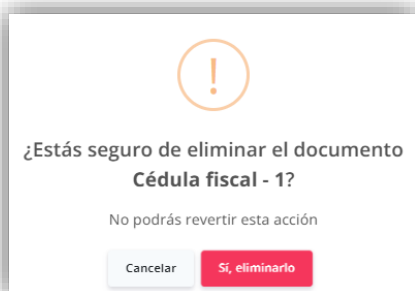 !
¿Estás seguro de eliminar el documento
Cédula fiscal - 1?
No podrás revertir esta acción
Cancelar
Sí, eliminarlo